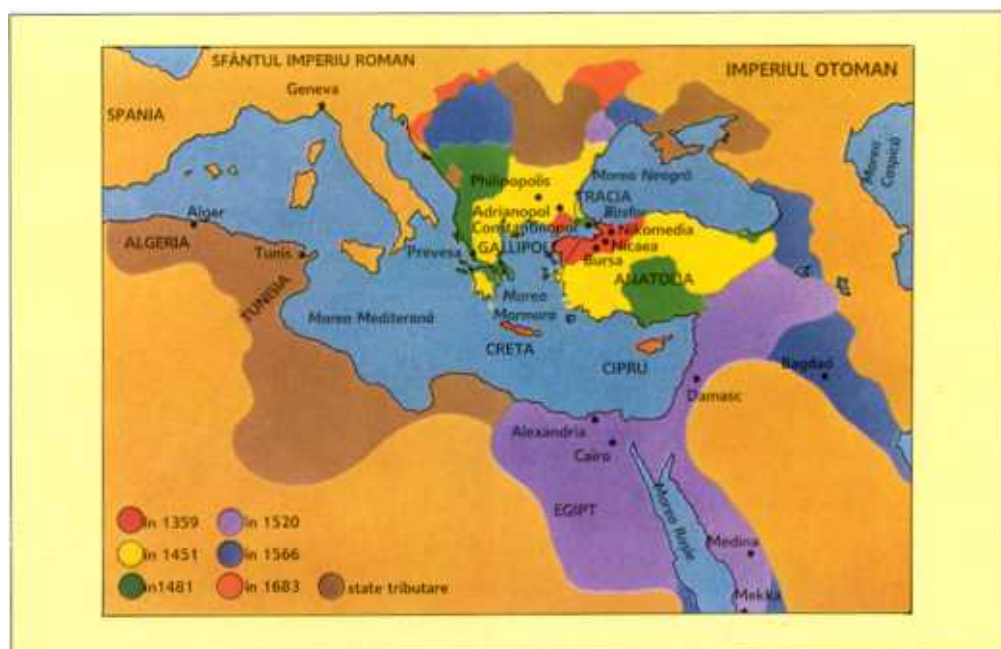 SFÂNTUL IMPERIU ROMAN
IMPERIUL OTOMAN
Geneva
SPANIA
Marea Caspică
Marea Neagră
Philipopolis
TRACIA
Adrianopol
Bosfor
Constantinopol
Nikomedia
Alger
ALGERIA
Prevesa
GALLIPOLI
Nicaea
Tunis
Bursa
TUNISIA
ANATOLIA
Marea
Marmara
Marea Mediterană
CRETA
CIPRU
Bagdad
Damasc
Alexandria
Cairo
EGIPT
Marea Roșie
Medina
Mekka
în 1359
în 1520
în 1451
în 1566
în1481
în 1683
state tributare